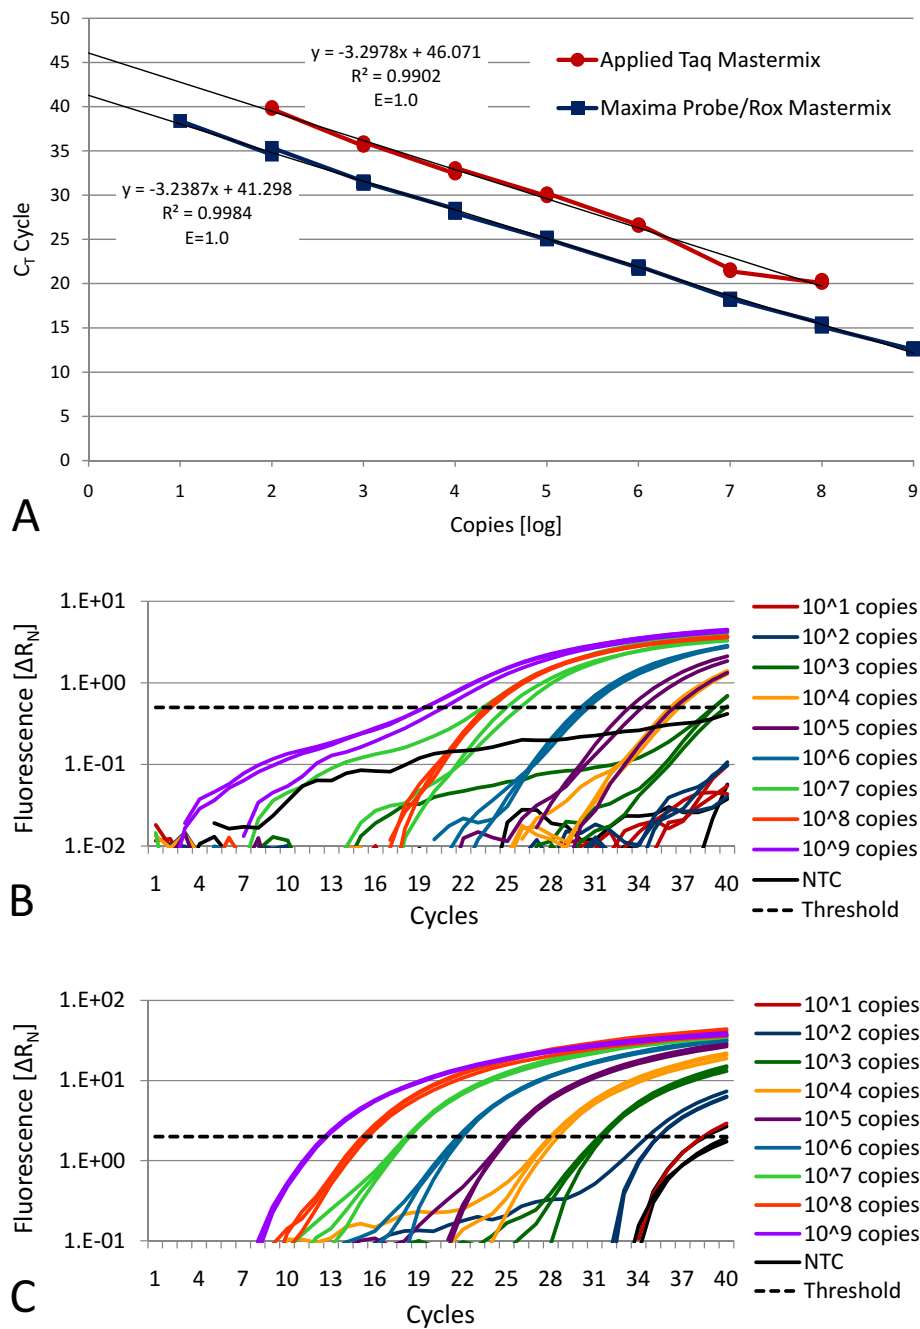 50
45
40
35
30
25
20
15
10
5
0
C_T Cycle
y = -3.2978x + 46.071
R² = 0.9902
E=1.0
Applied Taq Mastermix
Maxima Probe/Rox Mastermix
y = -3.2387x + 41.298
R² = 0.9984
E=1.0
0 1 2 3 4 5 6 7 8 9
Copies [log]
A
1.E+01
1.E+00
1.E-01
1.E-02
Fluorescence [ΔR_N]
1 4 7 10 13 16 19 22 25 28 31 34 37 40
Cycles
10^1 copies
10^2 copies
10^3 copies
10^4 copies
10^5 copies
10^6 copies
10^7 copies
10^8 copies
10^9 copies
NTC
Threshold
B
1.E+02
1.E+01
1.E+00
1.E-01
Fluorescence [ΔR_N]
1 4 7 10 13 16 19 22 25 28 31 34 37 40
Cycles
10^1 copies
10^2 copies
10^3 copies
10^4 copies
10^5 copies
10^6 copies
10^7 copies
10^8 copies
10^9 copies
NTC
Threshold
C